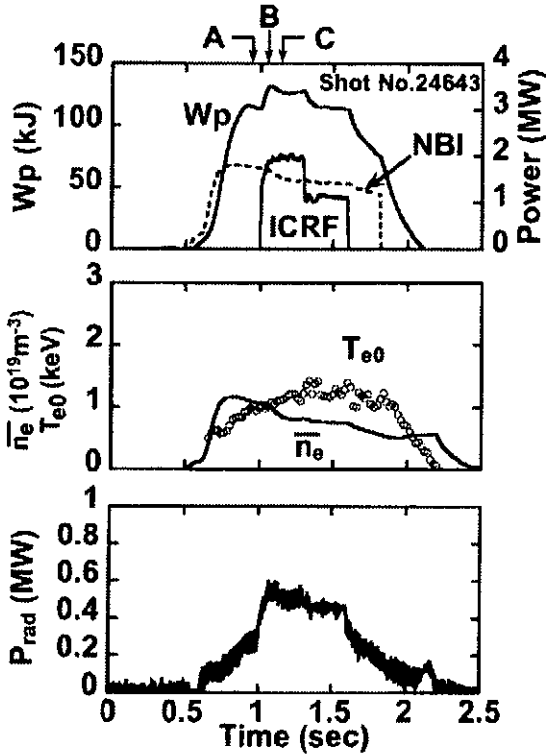 A B C
150 4
Shot No.24643
Wp
100 3
NBI
Wp (kJ)
Power (MW)
50 2
1
ICRF
0 0
3
2
Te0
n̅e (10^19 m^-3)
Te0 (keV)
1
n̅e
0
1
0.8
0.6
Prad (MW)
0.4
0.2
0
0 0.5 1 1.5 2 2.5
Time (sec)